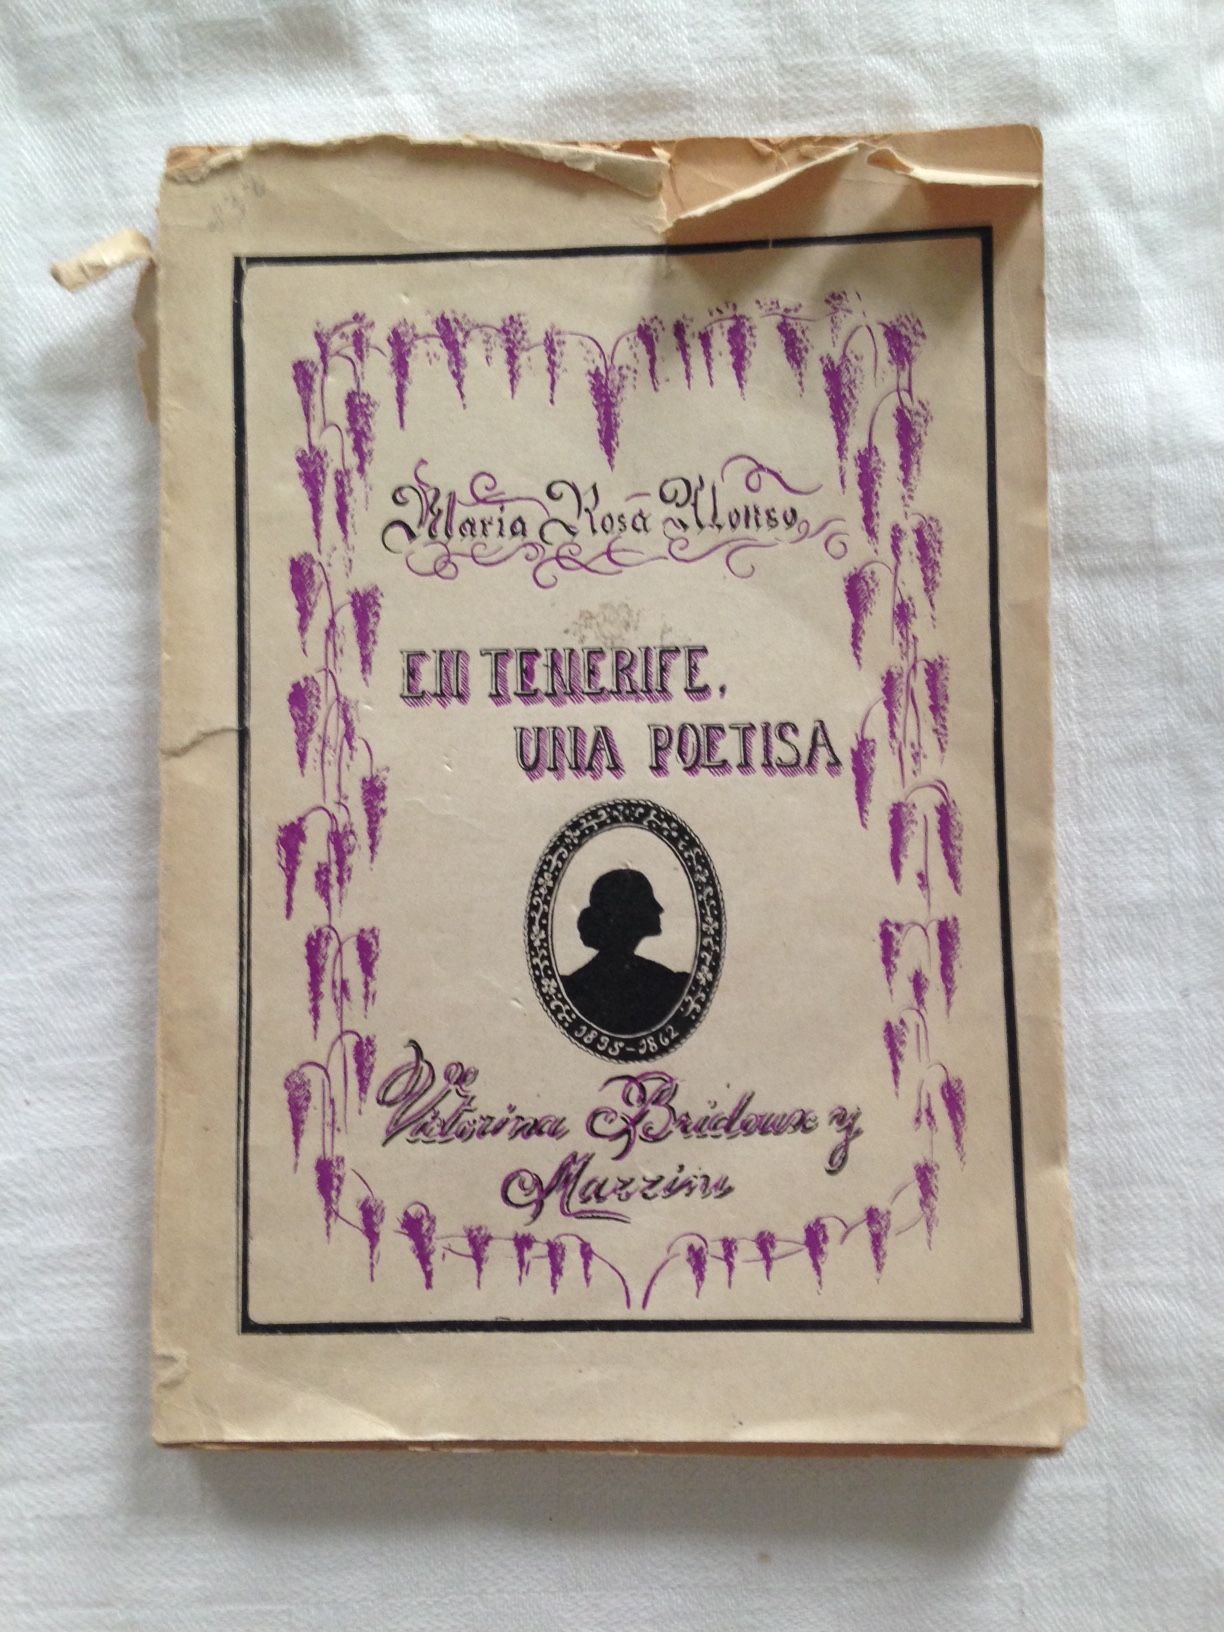 María Rosa Alonso
EN TENERIFE,
UNA POETISA
1835-1862
Victorina Bridoux y
Mazzini